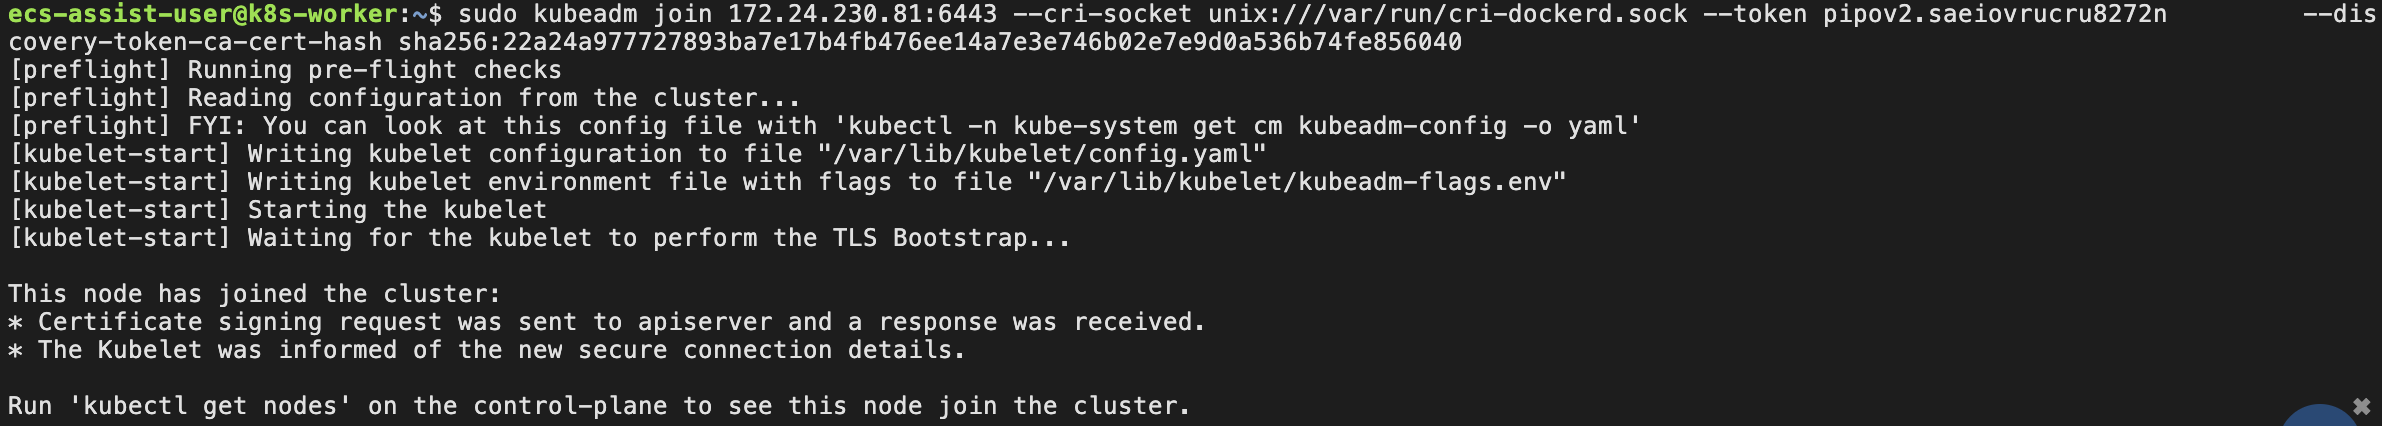 ecs-assist-user@k8s-worker:~$ sudo kubeadm join 172.24.230.81:6443 --cri-socket unix:///var/run/cri-dockerd.sock --token pipov2.saeiovrucru8272n         --dis
covery-token-ca-cert-hash sha256:22a24a977727893ba7e17b4fb476ee14a7e3e746b02e7e9d0a536b74fe856040
[preflight] Running pre-flight checks
[preflight] Reading configuration from the cluster...
[preflight] FYI: You can look at this config file with 'kubectl -n kube-system get cm kubeadm-config -o yaml'
[kubelet-start] Writing kubelet configuration to file "/var/lib/kubelet/config.yaml"
[kubelet-start] Writing kubelet environment file with flags to file "/var/lib/kubelet/kubeadm-flags.env"
[kubelet-start] Starting the kubelet
[kubelet-start] Waiting for the kubelet to perform the TLS Bootstrap...
This node has joined the cluster:
* Certificate signing request was sent to apiserver and a response was received.
* The Kubelet was informed of the new secure connection details.
Run 'kubectl get nodes' on the control-plane to see this node join the cluster.